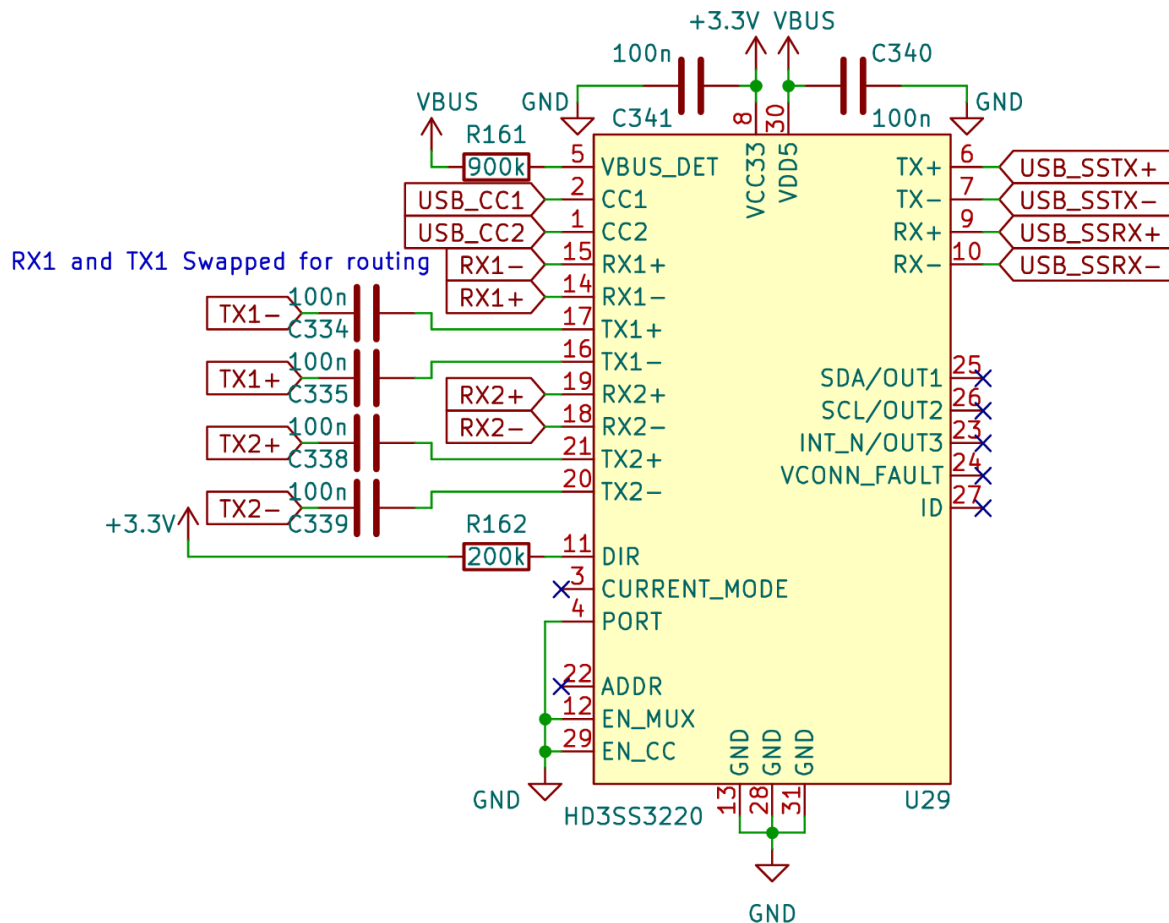 +3.3V VBUS
100n C340
GND C341 8 30 100n GND
VBUS
R161
900k 5 VBUS_DET VCC33 VDD5 TX+ 6 USB_SSTX+
USB_CC1 2 CC1 TX- 7 USB_SSTX-
USB_CC2 1 CC2 RX+ 9 USB_SSRX+
RX1 and TX1 Swapped for routing RX1- 15 RX1+ RX- 10 USB_SSRX-
RX1+ 14 RX1-
TX1- 100n C334 17 TX1+
16 TX1-
TX1+ 100n C335 SDA/OUT1 25
RX2+ 19 RX2+ SCL/OUT2 26
RX2- 18 RX2-
TX2+ 100n C338 21 TX2+ INT_N/OUT3 23
20 TX2- VCONN_FAULT 24
TX2- 100n C339 ID 27
+3.3V R162
200k 11 DIR
3 CURRENT_MODE
4 PORT
22 ADDR
12 EN_MUX
29 EN_CC GND GND GND
GND 13 28 31 U29
HD3SS3220
GND